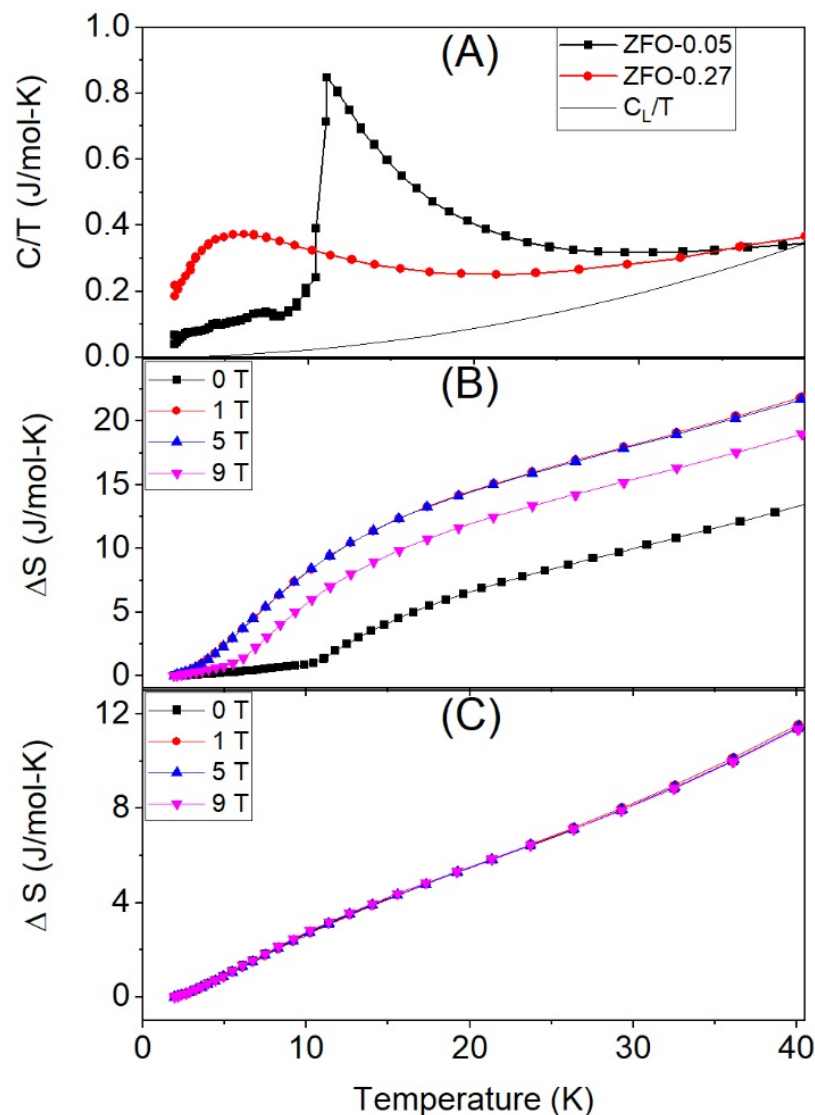 (A)
ZFO-0.05
ZFO-0.27
C_L/T
1.0
0.8
0.6
0.4
0.2
0.0
C/T (J/mol-K)
(B)
0 T
1 T
5 T
9 T
20
15
10
5
0
ΔS (J/mol-K)
(C)
0 T
1 T
5 T
9 T
12
8
4
0
Δ S (J/mol-K)
0 10 20 30 40
Temperature (K)